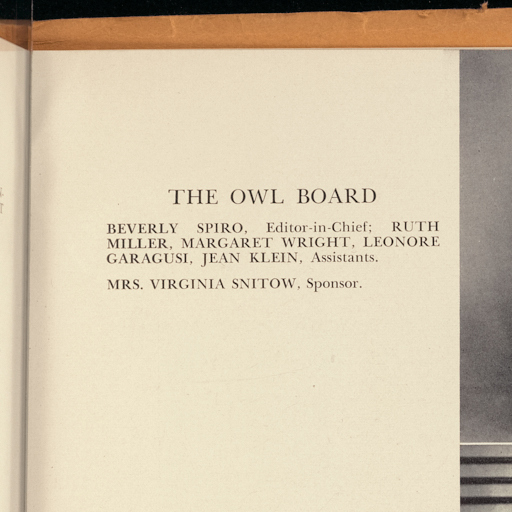 THE OWL BOARD
BEVERLY SPIRO, Editor-in-Chief; RUTH
MILLER, MARGARET WRIGHT, LEONORE
GARAGUSI, JEAN KLEIN, Assistants.
MRS. VIRGINIA SNITOW, Sponsor.